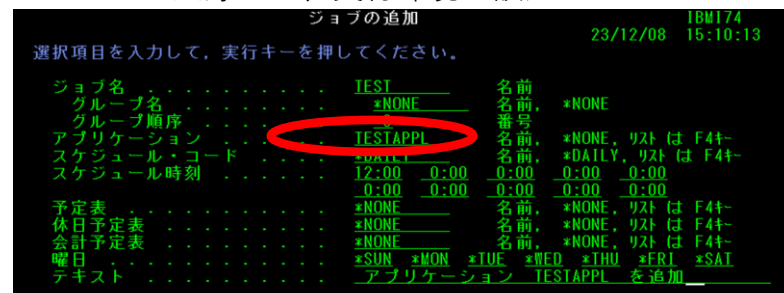 ジョブの追加 IBMI74
23/12/08 15:10:13
選択項目を入力して，実行キーを押してください。
ジョブ名 . . . . . . . . . . . TEST 名前
グループ名 . . . . . . . . . *NONE 名前, *NONE
グループ順序 . . . . . . . . 番号
アプリケーション . . . . . . . TESTAPPL 名前, *NONE, リスト は F4キー
スケジュール・コード . . . . . *DAILY 名前, *DAILY, リスト は F4キー
スケジュール時刻 . . . . . . . 12:00 0:00 0:00 0:00 0:00
0:00 0:00 0:00 0:00 0:00
予定表 . . . . . . . . . . . . *NONE 名前, *NONE, リスト は F4キー
休日予定表 . . . . . . . . . . *NONE 名前, *NONE, リスト は F4キー
会計予定表 . . . . . . . . . . *NONE 名前, *NONE, リスト は F4キー
曜日 . . . . . . . . . . . . . *SUN *MON *TUE *WED *THU *FRI *SAT
テキスト . . . . . . . . . . . アプリケーション TESTAPPL を追加